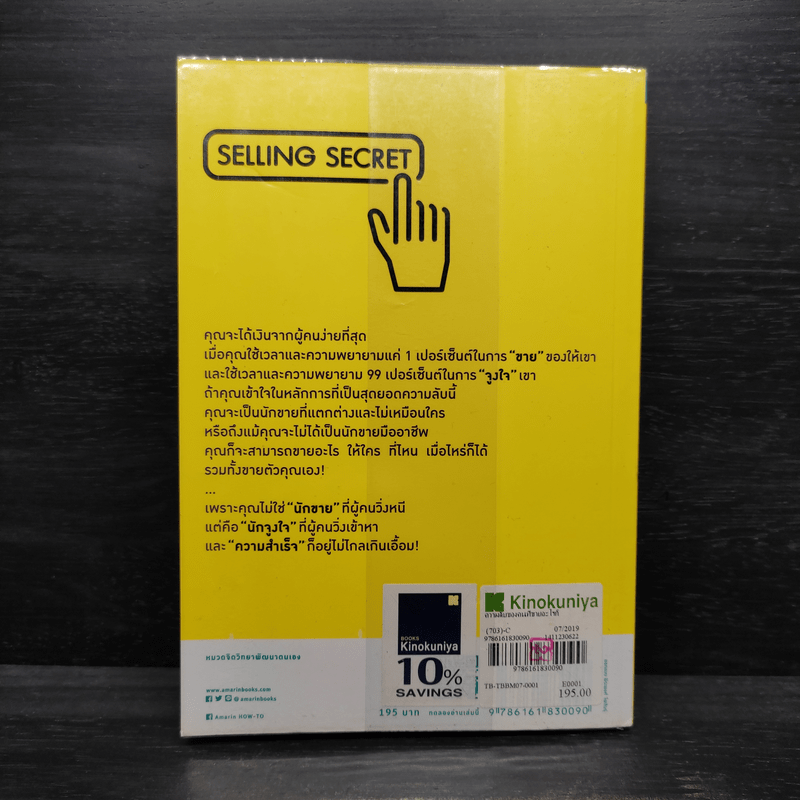 SELLING SECRET
คุณจะได้เงินจากผู้คนง่ายที่สุด
เมื่อคุณใช้เวลาและความพยายามแค่ 1 เปอร์เซ็นต์ในการ “ขาย” ของให้เขา
และใช้เวลาและความพยายาม 99 เปอร์เซ็นต์ในการ “จูงใจ” เขา
ถ้าคุณเข้าใจในหลักการที่เป็นสุดยอดความลับนี้
คุณจะเป็นนักขายที่แตกต่างและไม่เหมือนใคร
หรือถึงแม้คุณจะไม่ได้เป็นนักขายมืออาชีพ
คุณก็จะสามารถขายอะไร ให้ใคร ที่ไหน เมื่อไหร่ก็ได้
รวมทั้งขายตัวคุณเอง!
...
เพราะคุณไม่ใช่ “นักขาย” ที่ผู้คนวิ่งหนี
แต่คือ “นักจูงใจ” ที่ผู้คนวิ่งเข้าหา
และ “ความสำเร็จ” ก็อยู่ไม่ไกลเกินเอื้อม!
หมวดจิตวิทยาพัฒนาตนเอง
www.amarinbooks.com
@amarinbooks
Amarin HOW-TO
BOOKS
Kinokuniya
10%
SAVINGS
Kinokuniya
(703)-C 07/2019
9786161830090 1411230622
9786161830090
TB-TBBM07-0001 E0001
195.00
195 บาท ทดลองอ่านเล่มนี้
9 786161 830090